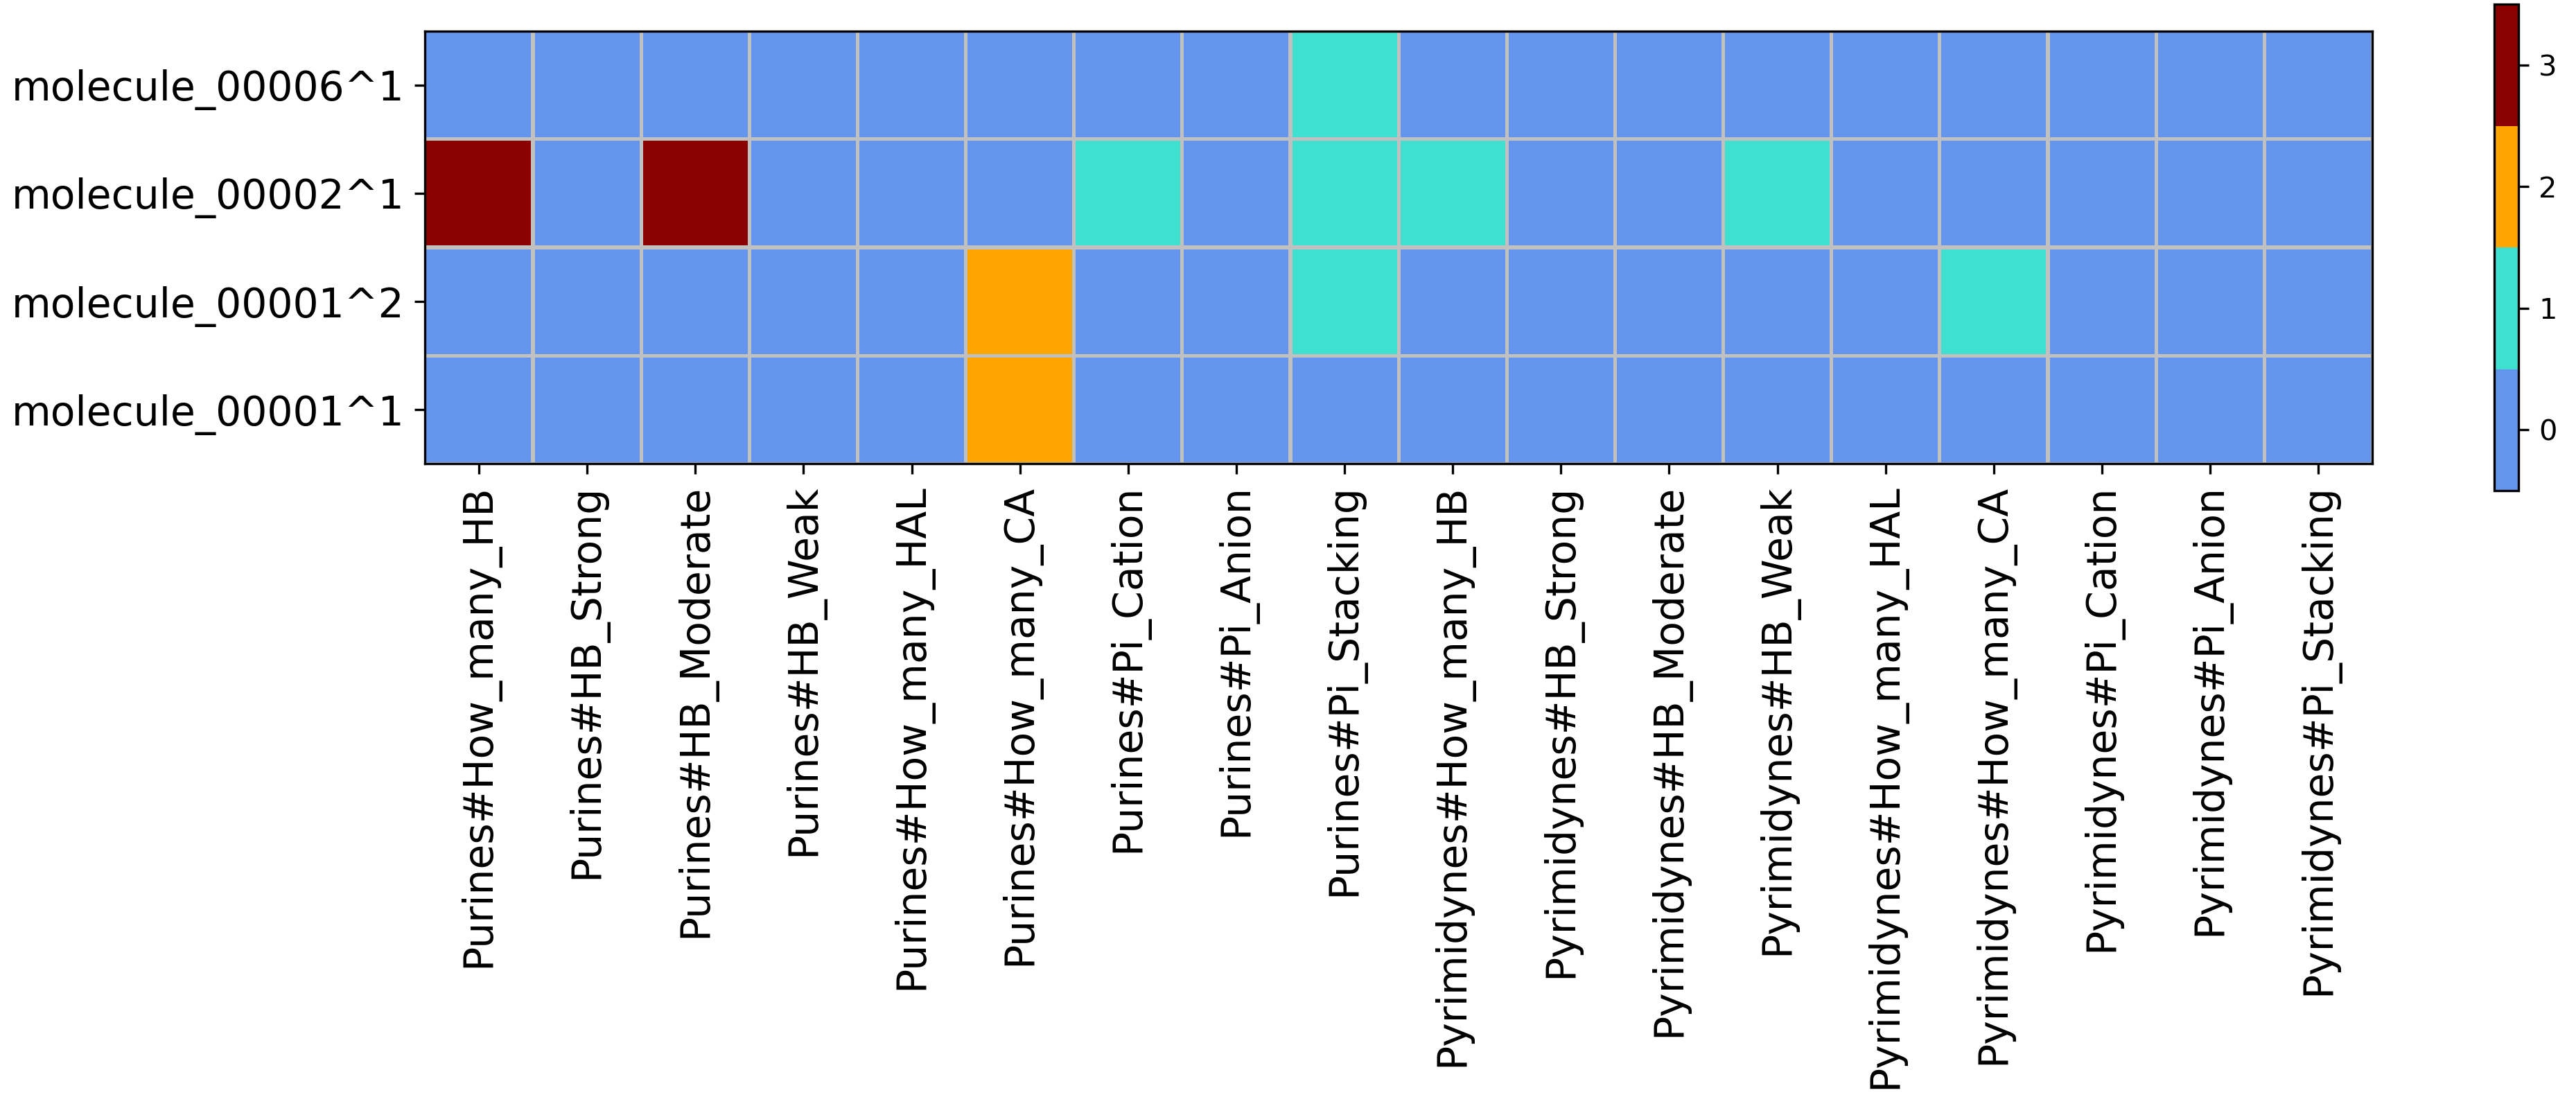 molecule_00006^1
molecule_00002^1
molecule_00001^2
molecule_00001^1
Purines#How_many_HB
Purines#HB_Strong
Purines#HB_Moderate
Purines#HB_Weak
Purines#How_many_HAL
Purines#How_many_CA
Purines#Pi_Cation
Purines#Pi_Anion
Purines#Pi_Stacking
Pyrimidynes#How_many_HB
Pyrimidynes#HB_Strong
Pyrimidynes#HB_Moderate
Pyrimidynes#HB_Weak
Pyrimidynes#How_many_HAL
Pyrimidynes#How_many_CA
Pyrimidynes#Pi_Cation
Pyrimidynes#Pi_Anion
Pyrimidynes#Pi_Stacking
3
2
1
0